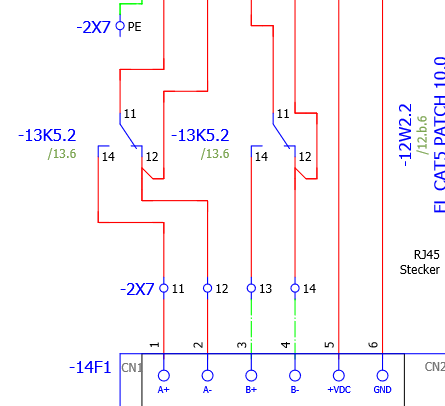 -2X7 PE
11 11
-13K5.2 -13K5.2
/13.6 14 12 /13.6 14 12
-12W2.2
/12.b.6
EL CAT5 PATCH 10,0
RJ45
Stecker
-2X7 11 12 13 14
1 2 3 4 5 6
-14F1 CN1 CN2
A+ A- B+ B- +VDC GND